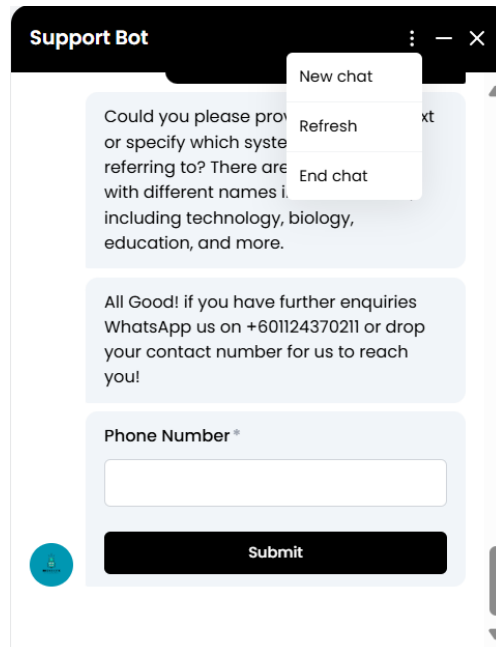 Support Bot
New chat
Refresh
End chat
Could you please prov xt
or specify which syste
referring to? There are
with different names i
including technology, biology,
education, and more.
All Good! if you have further enquiries
WhatsApp us on +601124370211 or drop
your contact number for us to reach
you!
Phone Number*
Submit